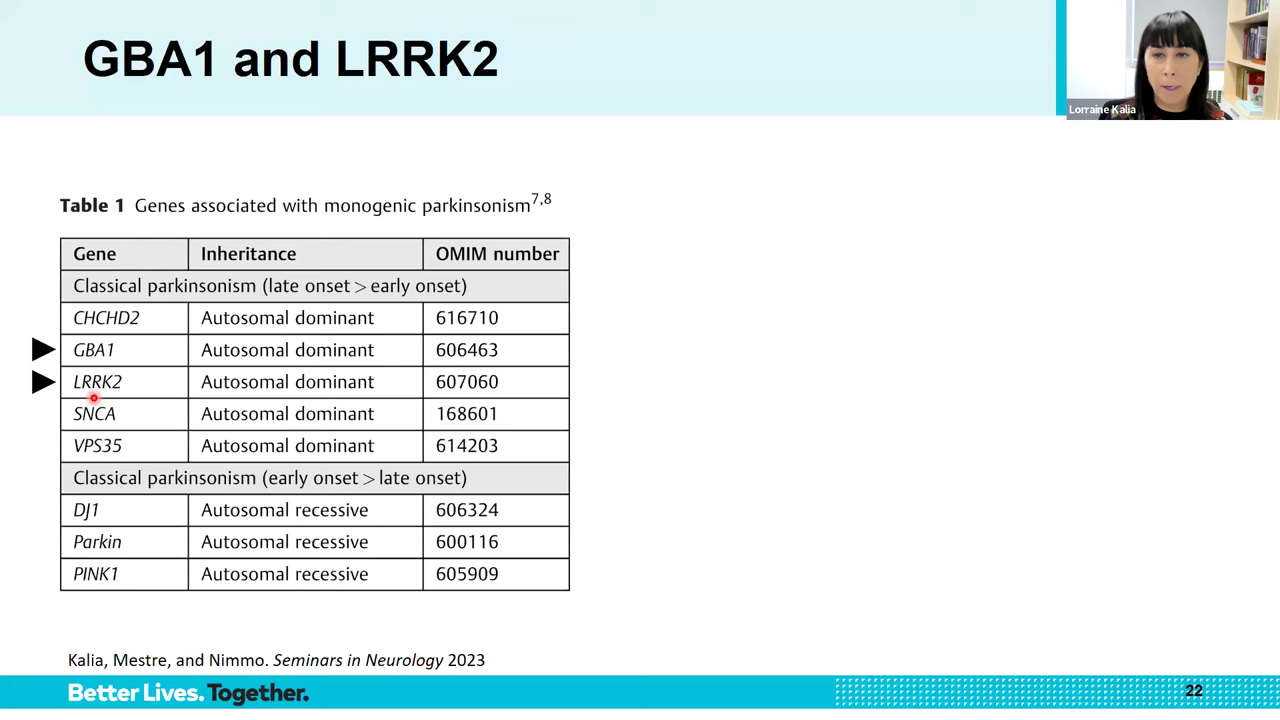 GBA1 and LRRK2
Lorraine Kalia
Table 1 Genes associated with monogenic parkinsonism7,8
Gene Inheritance OMIM number
Classical parkinsonism (late onset > early onset)
CHCHD2 Autosomal dominant 616710
GBA1 Autosomal dominant 606463
LRRK2 Autosomal dominant 607060
SNCA Autosomal dominant 168601
VPS35 Autosomal dominant 614203
Classical parkinsonism (early onset > late onset)
DJ1 Autosomal recessive 606324
Parkin Autosomal recessive 600116
PINK1 Autosomal recessive 605909
Kalia, Mestre, and Nimmo. Seminars in Neurology 2023
Better Lives. Together.
22